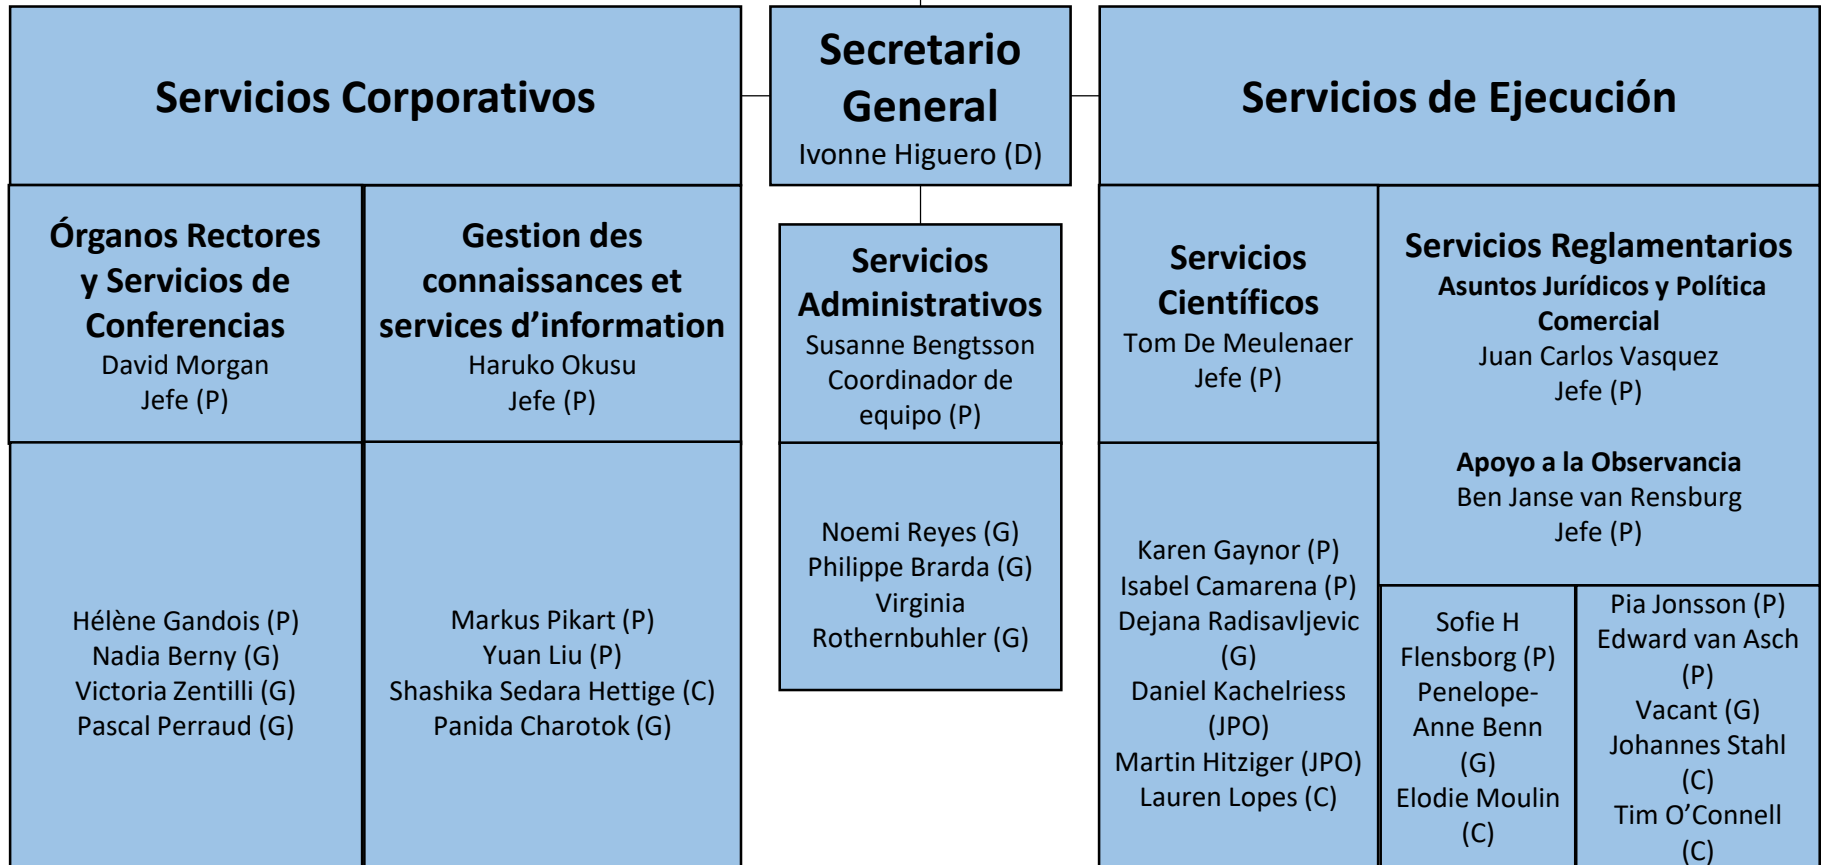 Servicios Corporativos
Secretario
General
Ivonne Higuero (D)
Servicios de Ejecución
Órganos Rectores
y Servicios de
Conferencias
David Morgan
Jefe (P)
Gestion des
connaissances et
services d’information
Haruko Okusu
Jefe (P)
Servicios
Administrativos
Susanne Bengtsson
Coordinador de
equipo (P)
Servicios
Científicos
Tom De Meulenaer
Jefe (P)
Servicios Reglamentarios
Asuntos Jurídicos y Política
Comercial
Juan Carlos Vasquez
Jefe (P)
Apoyo a la Observancia
Ben Janse van Rensburg
Jefe (P)
Hélène Gandois (P)
Nadia Berny (G)
Victoria Zentilli (G)
Pascal Perraud (G)
Markus Pikart (P)
Yuan Liu (P)
Shashika Sedara Hettige (C)
Panida Charotok (G)
Noemi Reyes (G)
Philippe Brarda (G)
Virginia
Rothernbuhler (G)
Karen Gaynor (P)
Isabel Camarena (P)
Dejana Radisavljevic
(G)
Daniel Kachelriess
(JPO)
Martin Hitziger (JPO)
Lauren Lopes (C)
Sofie H
Flensborg (P)
Penelope-
Anne Benn
(G)
Elodie Moulin
(C)
Pia Jonsson (P)
Edward van Asch
(P)
Vacant (G)
Johannes Stahl
(C)
Tim O’Connell
(C)